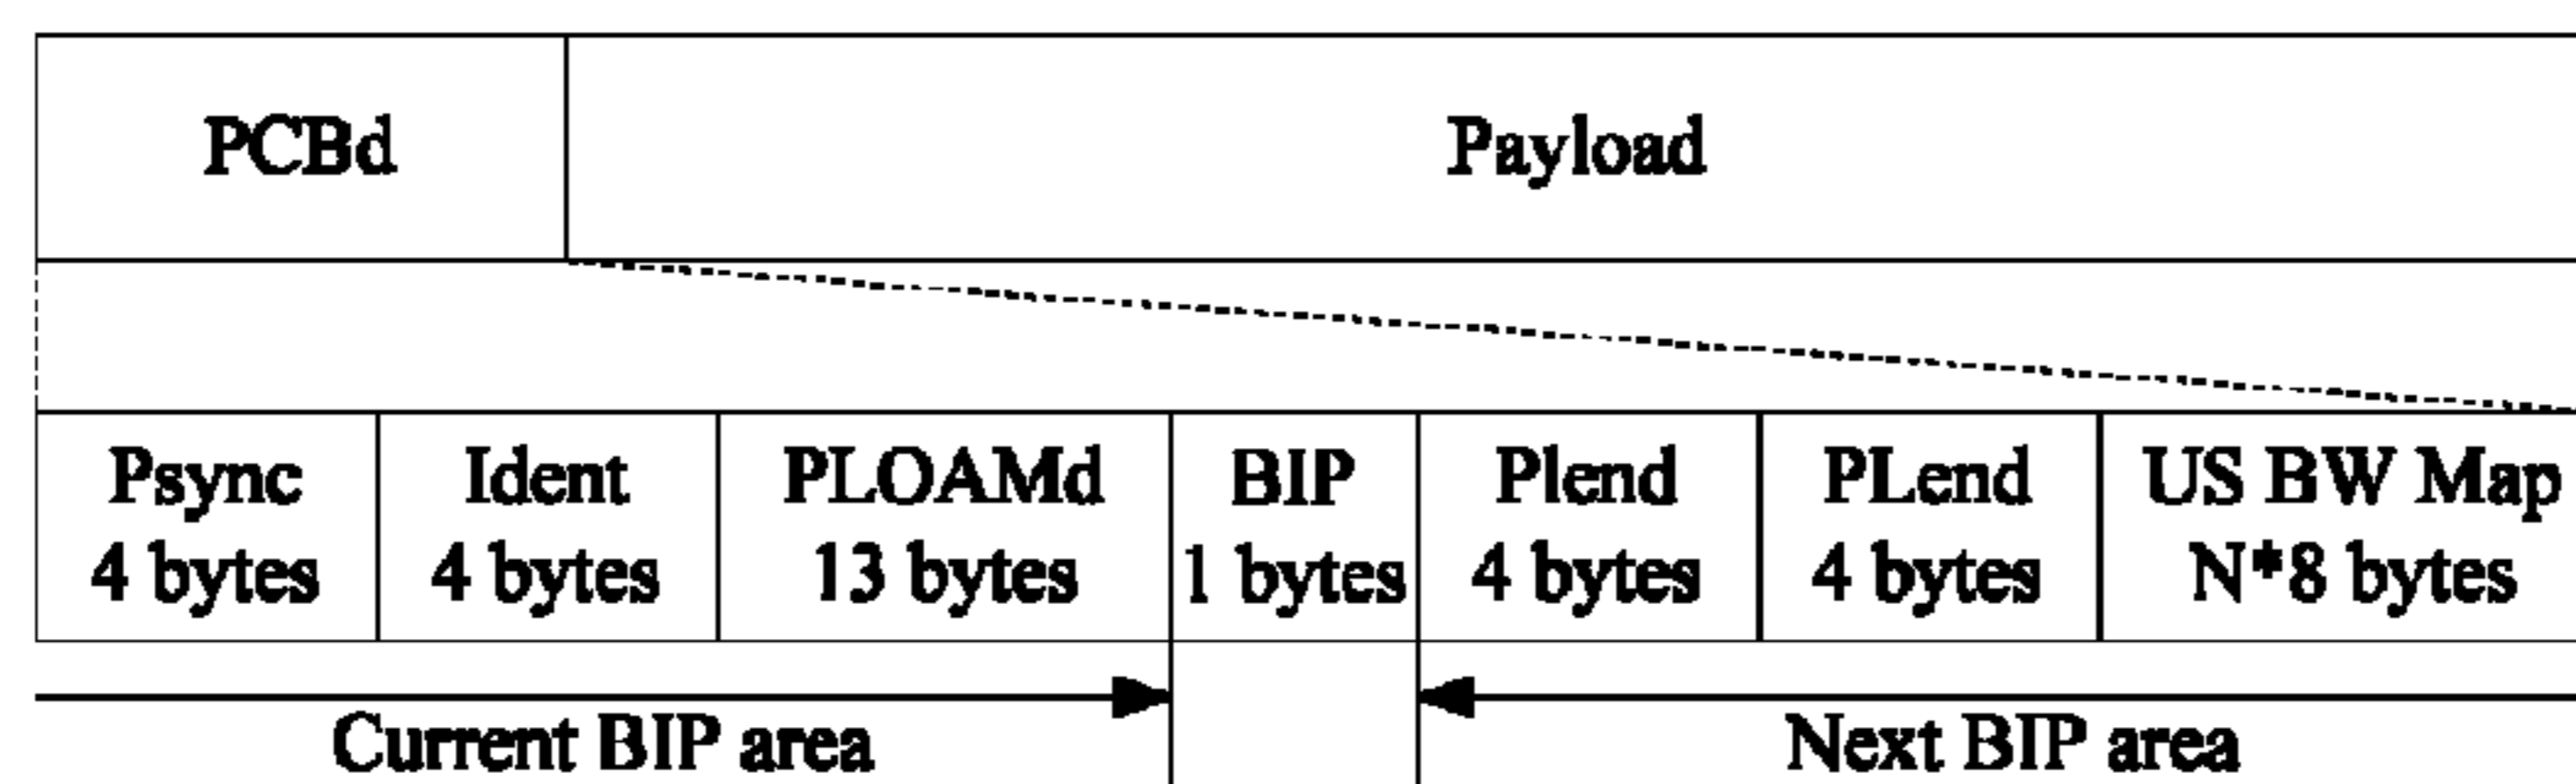 PCBd
Payload
Psync
4 bytes
Ident
4 bytes
PLOAMd
13 bytes
BIP
1 bytes
Plend
4 bytes
PLend
4 bytes
US BW Map
N*8 bytes
Current BIP area
Next BIP area